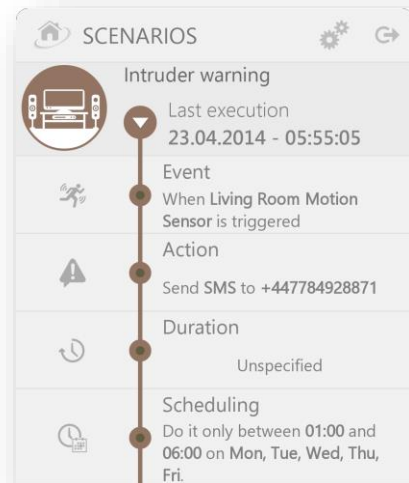 SCENARIOS
Intruder warning
Last execution
23.04.2014 - 05:55:05
Event
When Living Room Motion
Sensor is triggered
Action
Send SMS to +447784928871
Duration
Unspecified
Scheduling
Do it only between 01:00 and
06:00 on Mon, Tue, Wed, Thu,
Fri.